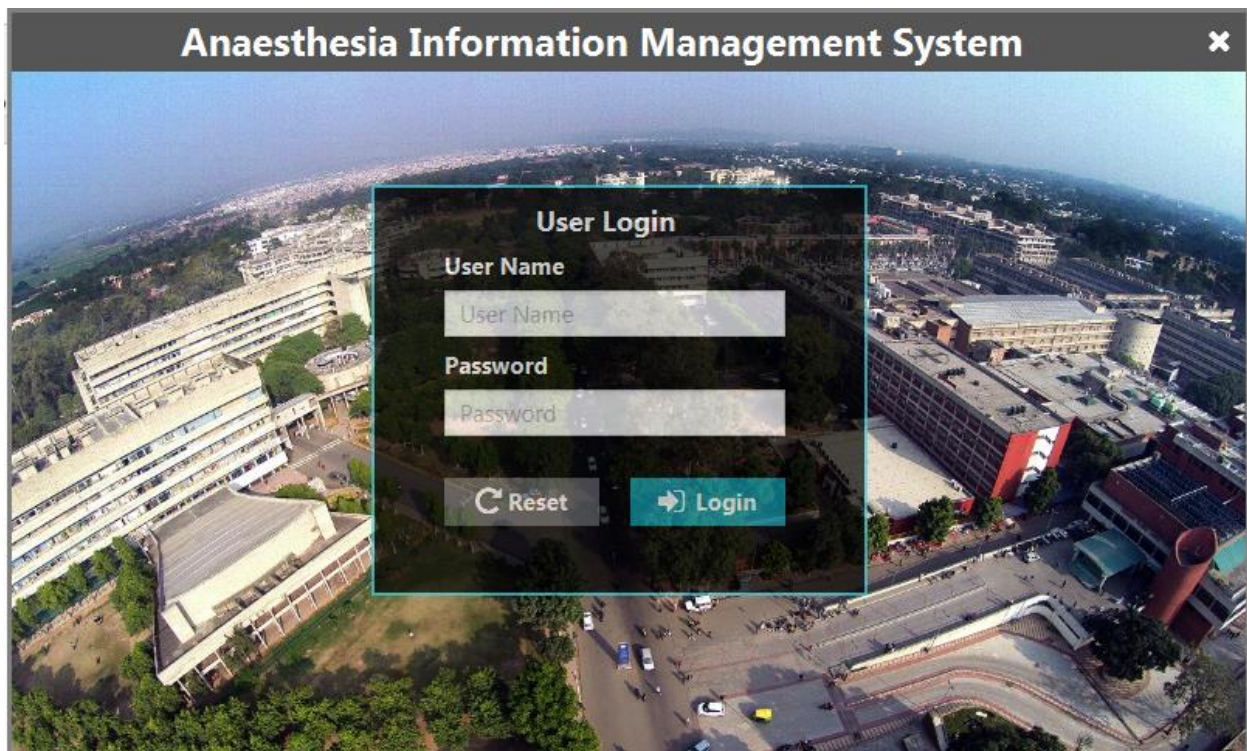 Anaesthesia Information Management System
User Login
User Name
User Name
Password
Password
Reset
Login